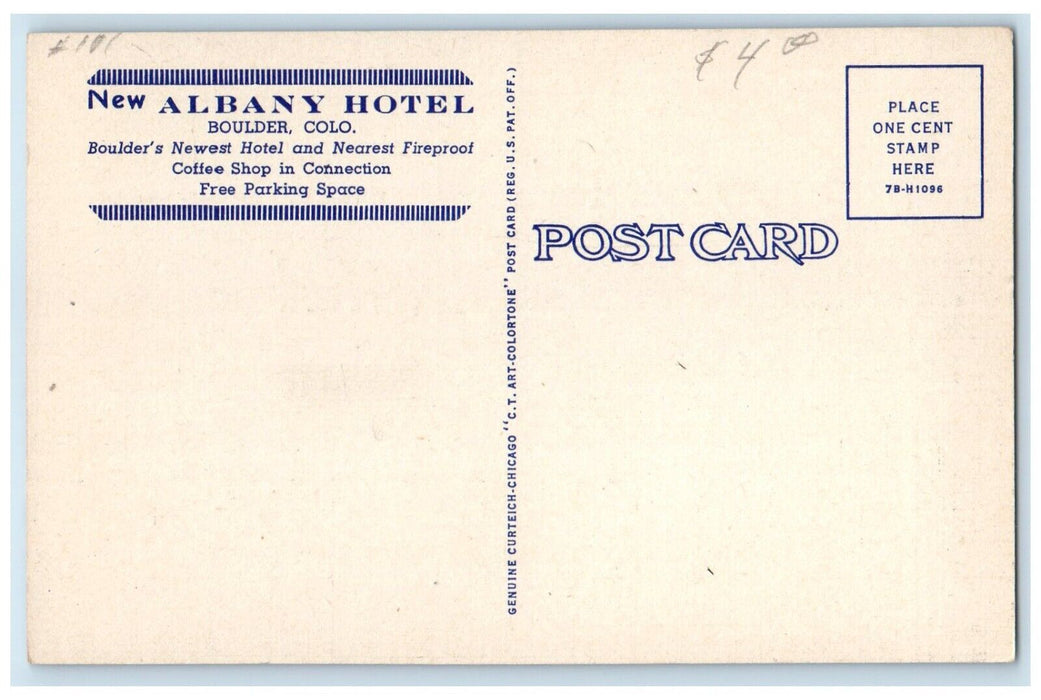 New ALBANY HOTEL
BOULDER, COLO.
Boulder's Newest Hotel and Nearest Fireproof
Coffee Shop in Connection
Free Parking Space
GENUINE CURTEICH-CHICAGO "C.T. ART-COLORTONE" POST CARD (REG. U.S. PAT. OFF.)
$4 00
PLACE
ONE CENT
STAMP
HERE
7B-H1096
POST CARD